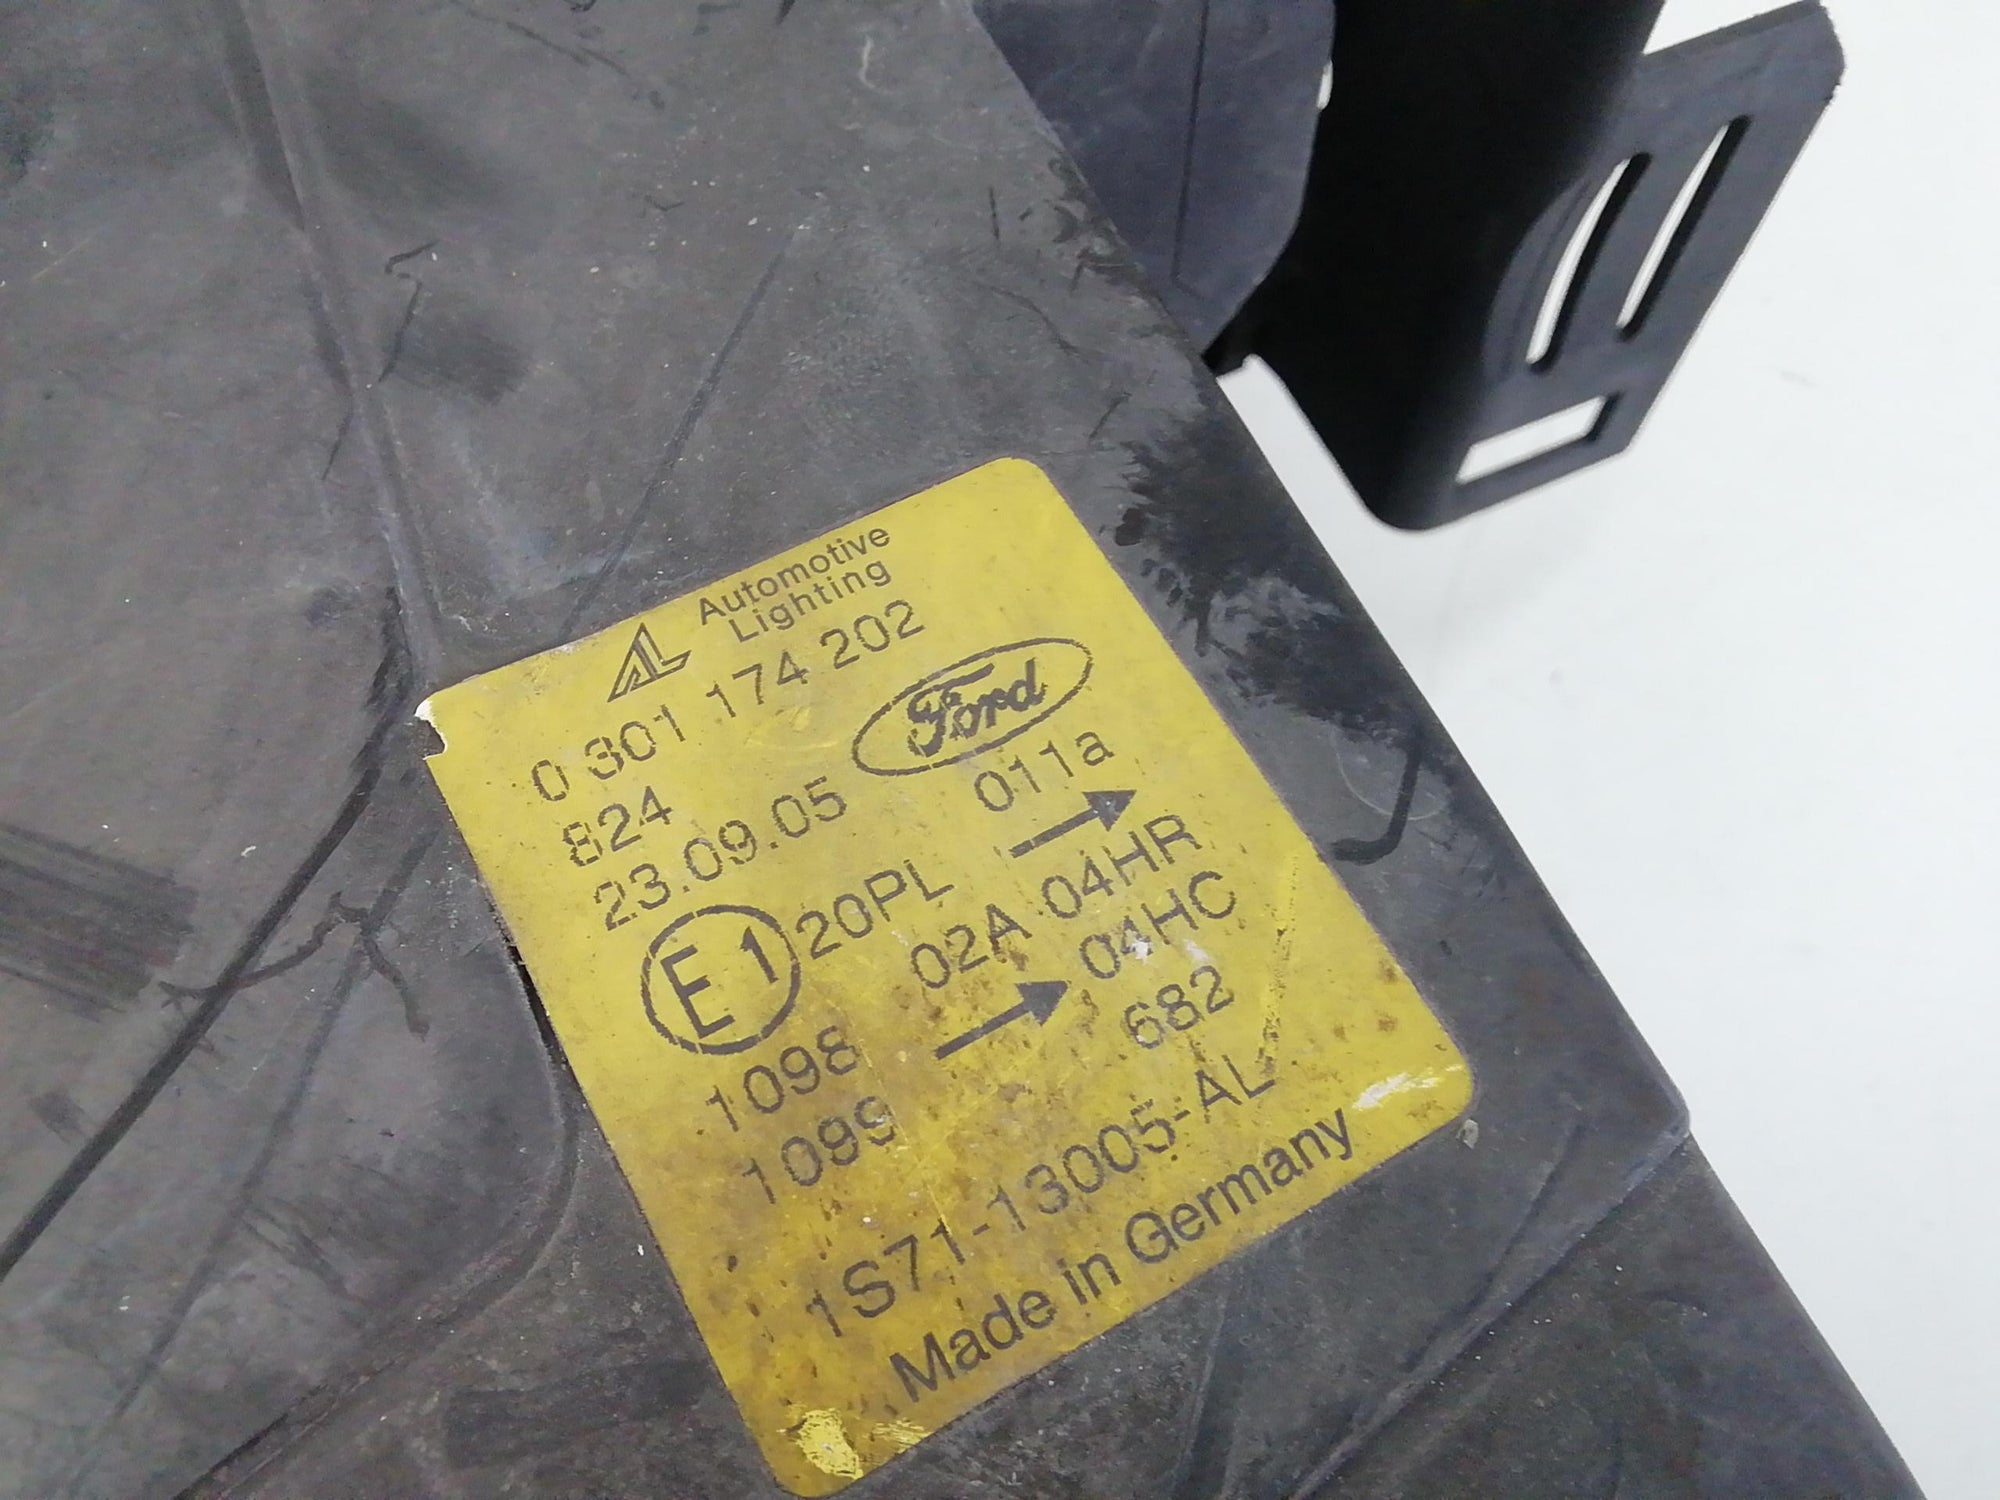 AL Automotive
Lighting
0 301 174 202
824
Ford
23.09.05
011a
E1 20PL →
02A 04HR
1098 → 04HC
1099
682
1S71-13005-AL
Made in Germany